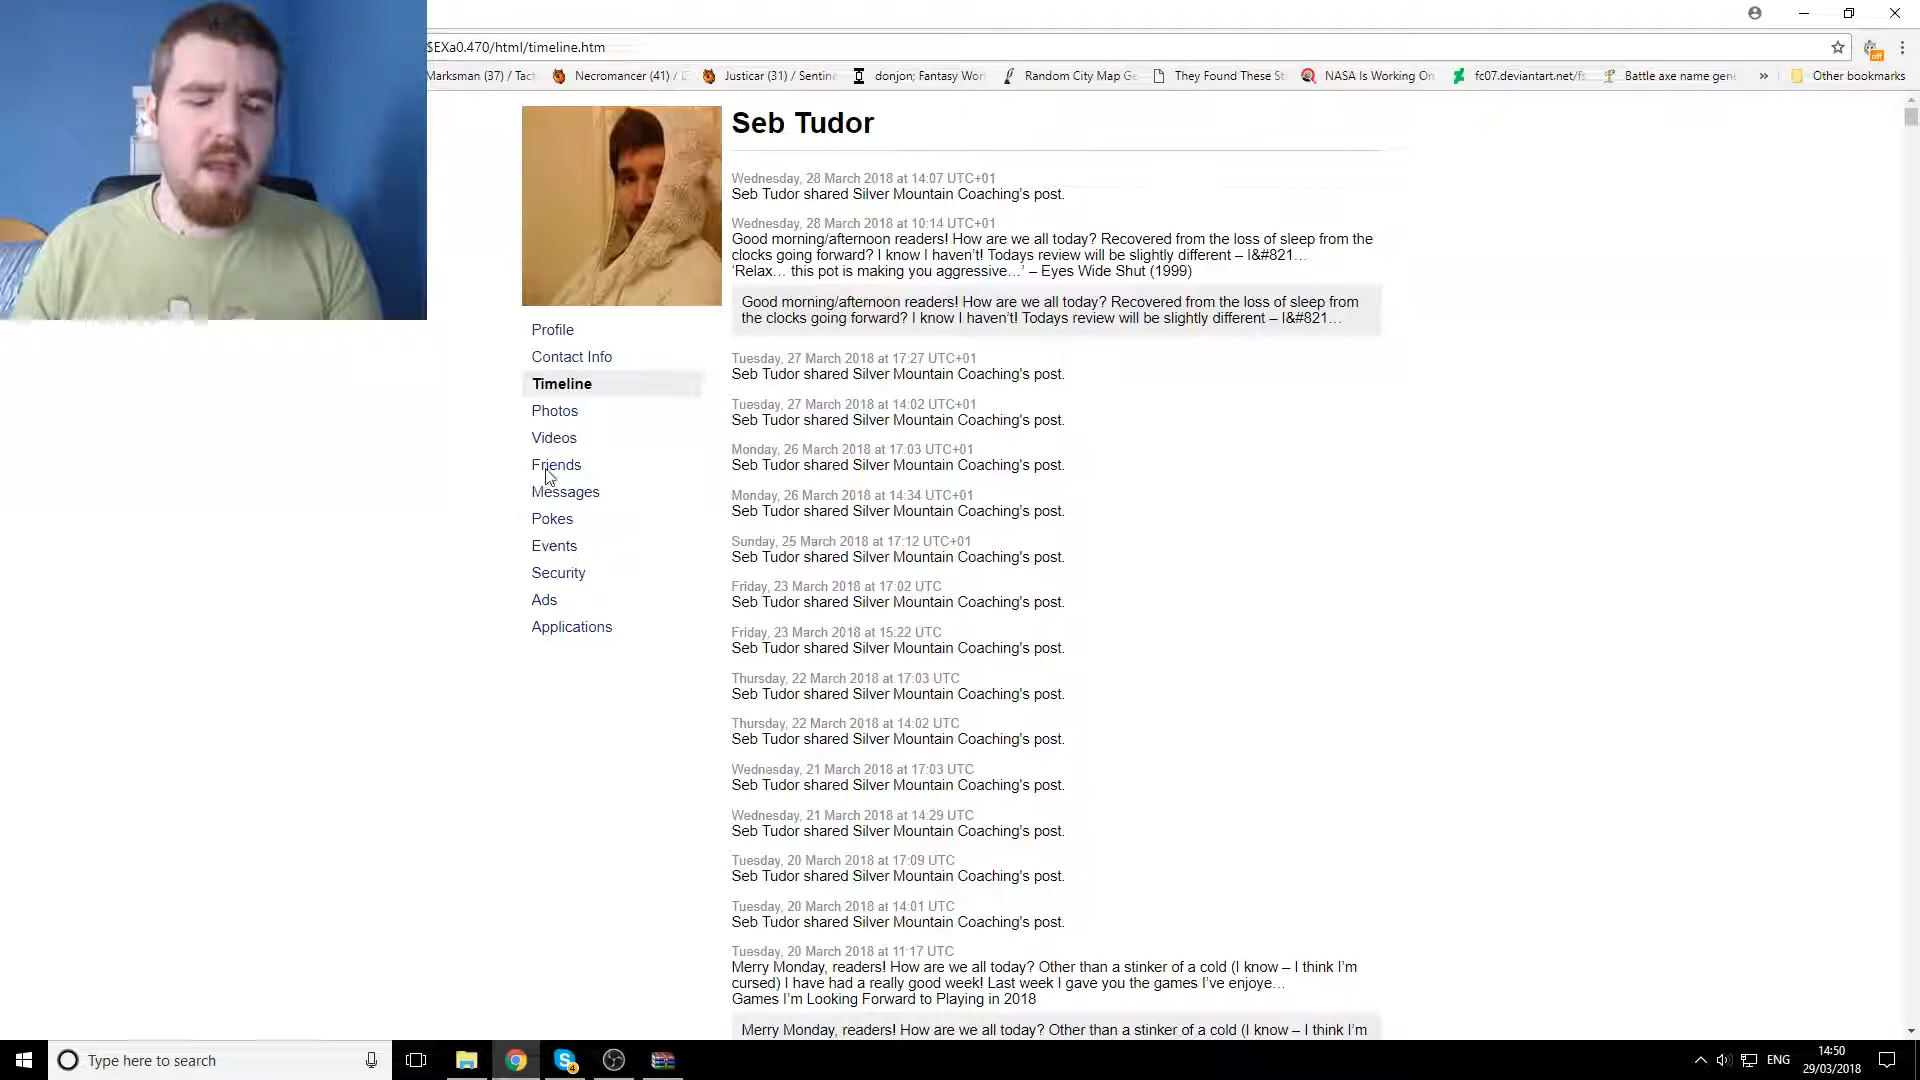 $EXa0.470/html/timeline.htm
Marksman (37) / Tact
Necromancer (41) /
Justicar (31) / Sentine
donjon; Fantasy Wor
Random City Map Ge
They Found These St
NASA Is Working On
fc07.deviantart.net/fs
Battle axe name gene
»
Other bookmarks
Seb Tudor
Wednesday, 28 March 2018 at 14:07 UTC+01
Seb Tudor shared Silver Mountain Coaching's post.
Wednesday, 28 March 2018 at 10:14 UTC+01
Good morning/afternoon readers! How are we all today? Recovered from the loss of sleep from the
clocks going forward? I know I haven't! Todays review will be slightly different – I&#821…
'Relax… this pot is making you aggressive…' – Eyes Wide Shut (1999)
Good morning/afternoon readers! How are we all today? Recovered from the loss of sleep from
the clocks going forward? I know I haven't! Todays review will be slightly different – I&#821…
Tuesday, 27 March 2018 at 17:27 UTC+01
Seb Tudor shared Silver Mountain Coaching's post.
Tuesday, 27 March 2018 at 14:02 UTC+01
Seb Tudor shared Silver Mountain Coaching's post.
Monday, 26 March 2018 at 17:03 UTC+01
Seb Tudor shared Silver Mountain Coaching's post.
Monday, 26 March 2018 at 14:34 UTC+01
Seb Tudor shared Silver Mountain Coaching's post.
Sunday, 25 March 2018 at 17:12 UTC+01
Seb Tudor shared Silver Mountain Coaching's post.
Friday, 23 March 2018 at 17:02 UTC
Seb Tudor shared Silver Mountain Coaching's post.
Friday, 23 March 2018 at 15:22 UTC
Seb Tudor shared Silver Mountain Coaching's post.
Thursday, 22 March 2018 at 17:03 UTC
Seb Tudor shared Silver Mountain Coaching's post.
Thursday, 22 March 2018 at 14:02 UTC
Seb Tudor shared Silver Mountain Coaching's post.
Wednesday, 21 March 2018 at 17:03 UTC
Seb Tudor shared Silver Mountain Coaching's post.
Wednesday, 21 March 2018 at 14:29 UTC
Seb Tudor shared Silver Mountain Coaching's post.
Tuesday, 20 March 2018 at 17:09 UTC
Seb Tudor shared Silver Mountain Coaching's post.
Tuesday, 20 March 2018 at 14:01 UTC
Seb Tudor shared Silver Mountain Coaching's post.
Tuesday, 20 March 2018 at 11:17 UTC
Merry Monday, readers! How are we all today? Other than a stinker of a cold (I know – I think I'm
cursed) I have had a really good week! Last week I gave you the games I've enjoye…
Games I'm Looking Forward to Playing in 2018
Merry Monday, readers! How are we all today? Other than a stinker of a cold (I know – I think I'm
Profile
Contact Info
Timeline
Photos
Videos
Friends
Messages
Pokes
Events
Security
Ads
Applications
Type here to search
4
ENG
14:50
29/03/2018